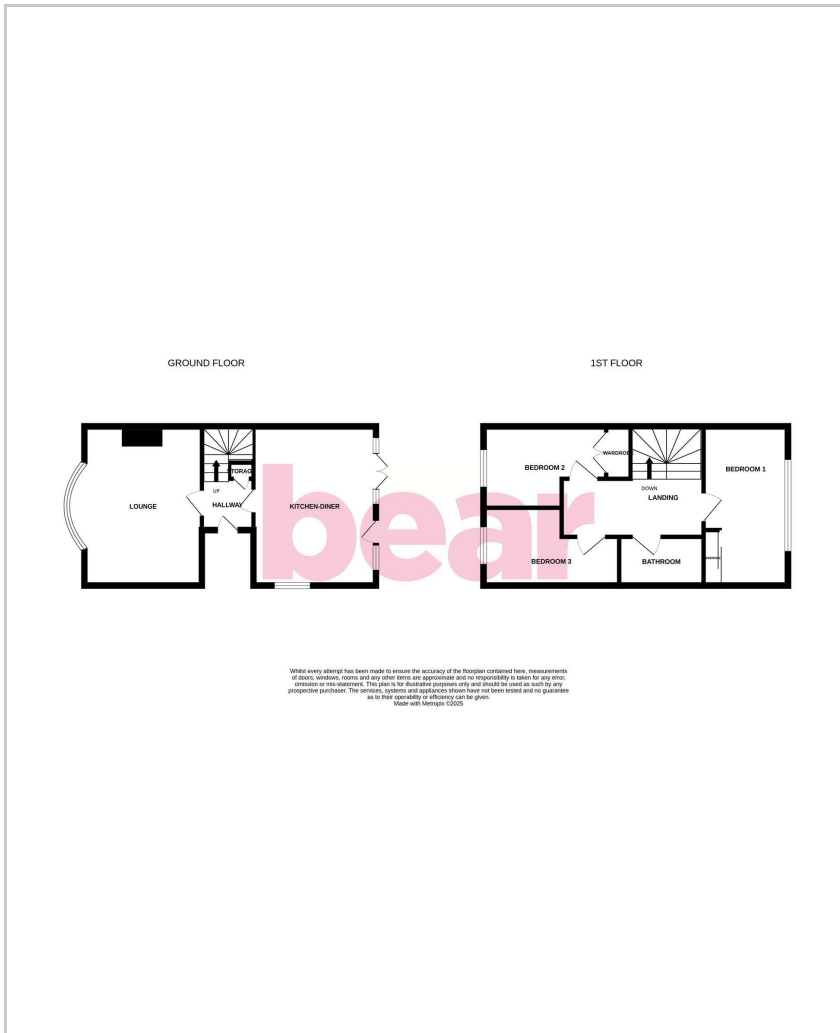 GROUND FLOOR
1ST FLOOR
LOUNGE
UP
STORAGE
HALLWAY
KITCHEN-DINER
BEDROOM 2
WARDROBE
BEDROOM 1
DOWN
LANDING
BEDROOM 3
BATHROOM
bear
Whilst every attempt has been made to ensure the accuracy of the floorplan contained here, measurements
of doors, windows, rooms and any other items are approximate and no responsibility is taken for any error,
omission or mis-statement. This plan is for illustrative purposes only and should be used as such by any
prospective purchaser. The services, systems and appliances shown have not been tested and no guarantee
as to their operability or efficiency can be given.
Made with Metropix ©2025